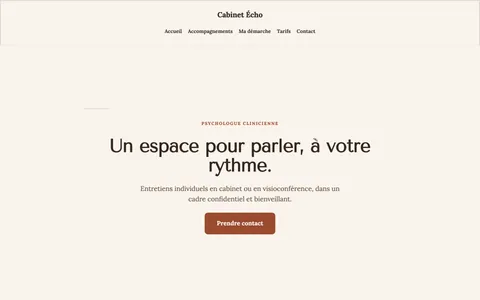 Cabinet Écho
Accueil Accompagnements Ma démarche Tarifs Contact
PSYCHOLOGUE CLINICIENNE
Un espace pour parler, à votre
rythme.
Entretiens individuels en cabinet ou en visioconférence, dans un
cadre confidentiel et bienveillant.
Prendre contact